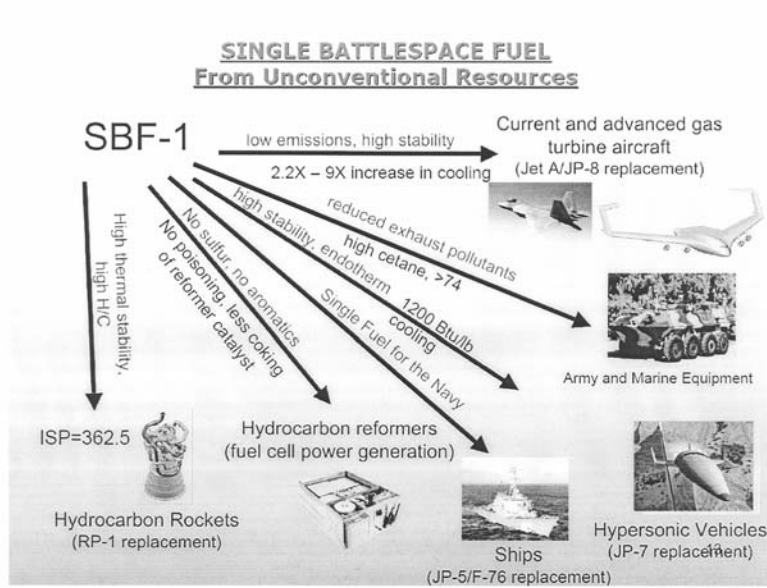 SINGLE BATTLESPACE FUEL
From Unconventional Resources
SBF-1
low emissions, high stability
2.2X – 9X increase in cooling
Current and advanced gas
turbine aircraft
(Jet A/JP-8 replacement)
reduced exhaust pollutants
high cetane, >74
Army and Marine Equipment
high stability, endotherm
1200 Btu/lb
cooling
Hypersonic Vehicles
(JP-7 replacement)
Single Fuel for the Navy
Ships
(JP-5/F-76 replacement)
No sulfur, no aromatics
No poisoning, less coking
of reformer catalyst
Hydrocarbon reformers
(fuel cell power generation)
High thermal stability,
high H/C
ISP=362.5
Hydrocarbon Rockets
(RP-1 replacement)